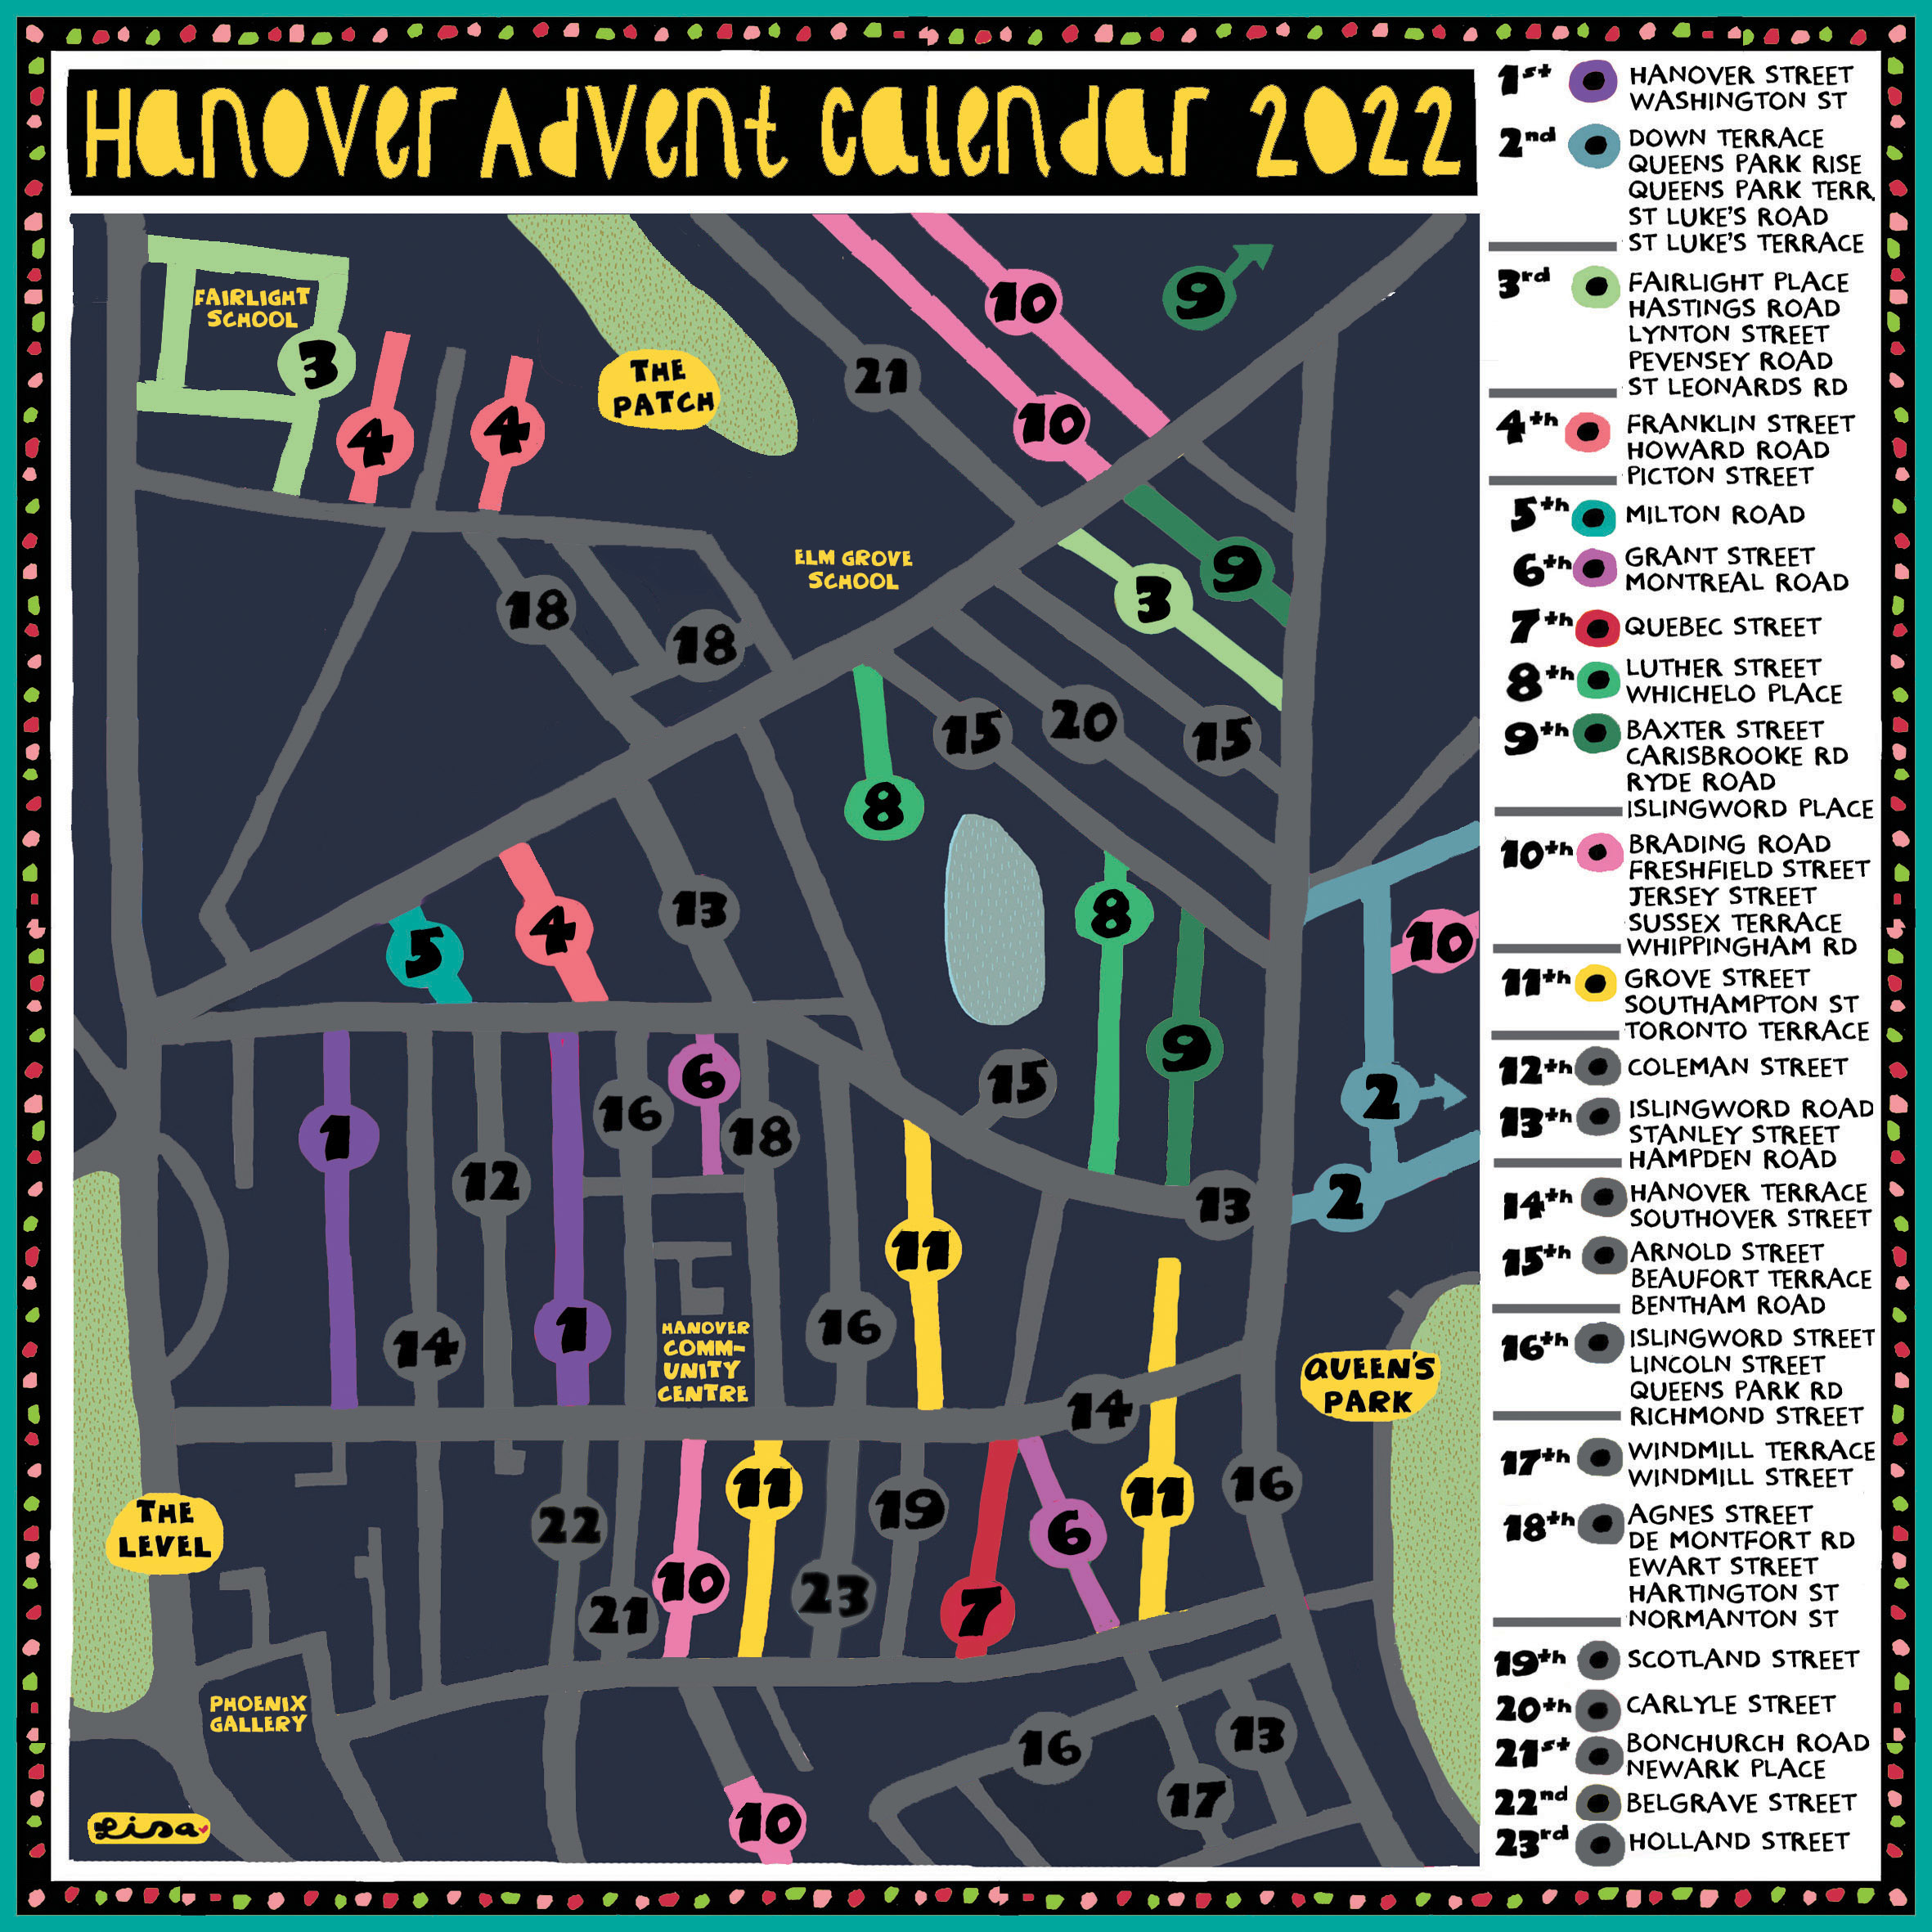 Hanover Advent Calendar 2022
1st HANOVER STREET
WASHINGTON ST
2nd DOWN TERRACE
QUEENS PARK RISE
QUEENS PARK TERR.
ST LUKE'S ROAD
ST LUKE'S TERRACE
3rd FAIRLIGHT PLACE
HASTINGS ROAD
LYNTON STREET
PEVENSEY ROAD
ST LEONARDS RD
4th FRANKLIN STREET
HOWARD ROAD
PICTON STREET
5th MILTON ROAD
6th GRANT STREET
MONTREAL ROAD
7th QUEBEC STREET
8th LUTHER STREET
WHICHELO PLACE
9th BAXTER STREET
CARISBROOKE RD
RYDE ROAD
ISLINGWORD PLACE
10th BRADING ROAD
FRESHFIELD STREET
JERSEY STREET
SUSSEX TERRACE
WHIPPINGHAM RD
11th GROVE STREET
SOUTHAMPTON ST
TORONTO TERRACE
12th COLEMAN STREET
13th ISLINGWORD ROAD
STANLEY STREET
HAMPDEN ROAD
14th HANOVER TERRACE
SOUTHOVER STREET
15th ARNOLD STREET
BEAUFORT TERRACE
BENTHAM ROAD
16th ISLINGWORD STREET
LINCOLN STREET
QUEENS PARK RD
RICHMOND STREET
17th WINDMILL TERRACE
WINDMILL STREET
18th AGNES STREET
DE MONTFORT RD
EWART STREET
HARTINGTON ST
NORMANTON ST
19th SCOTLAND STREET
20th CARLYLE STREET
21st BONCHURCH ROAD
NEWARK PLACE
22nd BELGRAVE STREET
23rd HOLLAND STREET
FAIRLIGHT
SCHOOL
9
10
3
21
THE
PATCH
4
4
10
ELM GROVE
SCHOOL
9
3
18
18
15
20
15
8
13
8
5
4
10
9
6
15
2
16
1
18
12
2
13
11
1
16
14
HANOVER
COMM-
UNITY
CENTRE
QUEEN'S
PARK
14
16
11
11
19
THE
LEVEL
22
6
10
23
7
21
PHOENIX
GALLERY
13
16
17
10
Lisa